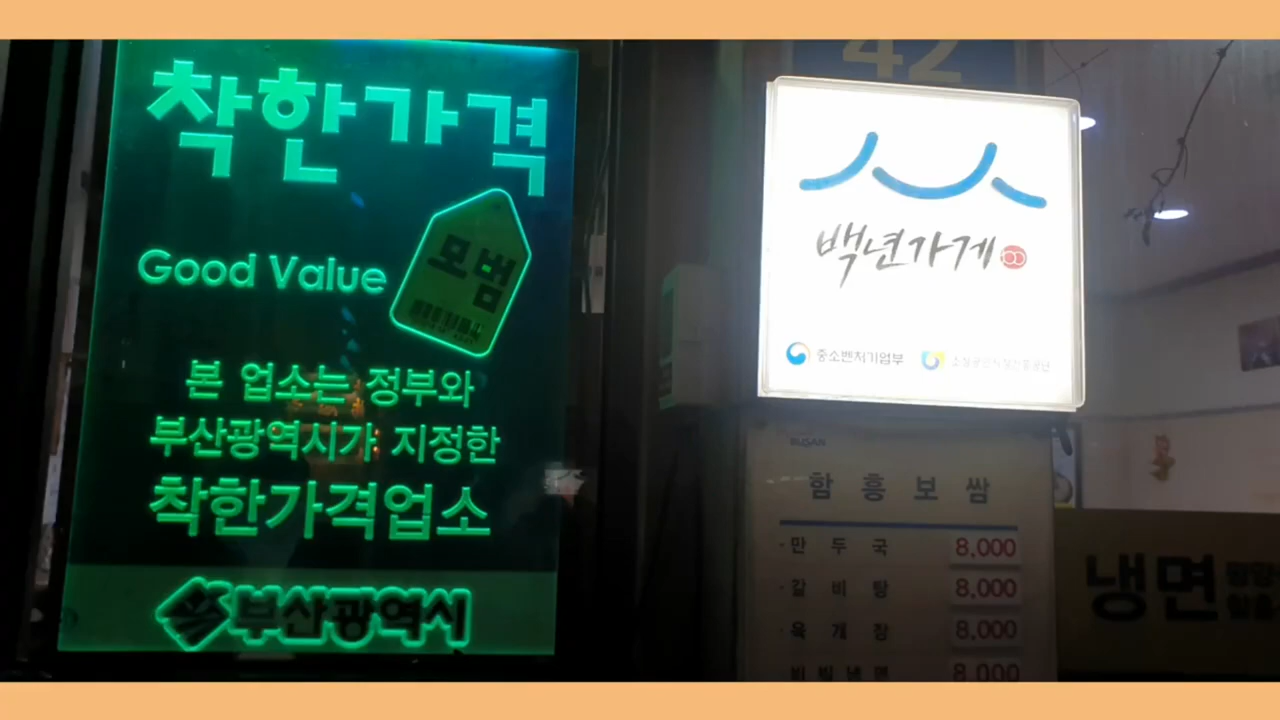 착한가격
Good Value
모범
본 업소는 정부와
부산광역시가 지정한
착한가격업소
부산광역시
42
백년가게
중소벤처기업부
소상공인시장진흥공단
BUSAN
함흥보쌈
만두국 8,000
갈비탕 8,000
육개장 8,000
비빔냉면 8,000
냉면